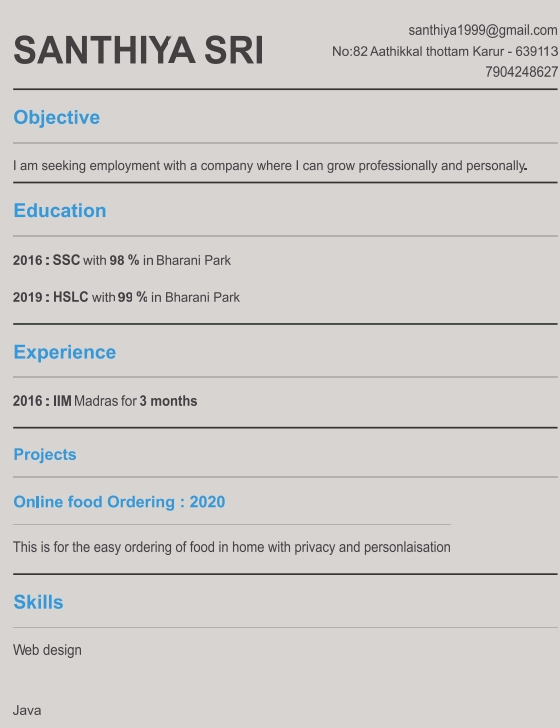 SANTHIYA SRI
santhiya1999@gmail.com
No:82 Aathikkal thottam Karur - 639113
7904248627
Objective
I am seeking employment with a company where I can grow professionally and personally.
Education
2016 : SSC with 98 % in Bharani Park
2019 : HSLC with 99 % in Bharani Park
Experience
2016 : IIM Madras for 3 months
Projects
Online food Ordering : 2020
This is for the easy ordering of food in home with privacy and personlaisation
Skills
Web design
Java